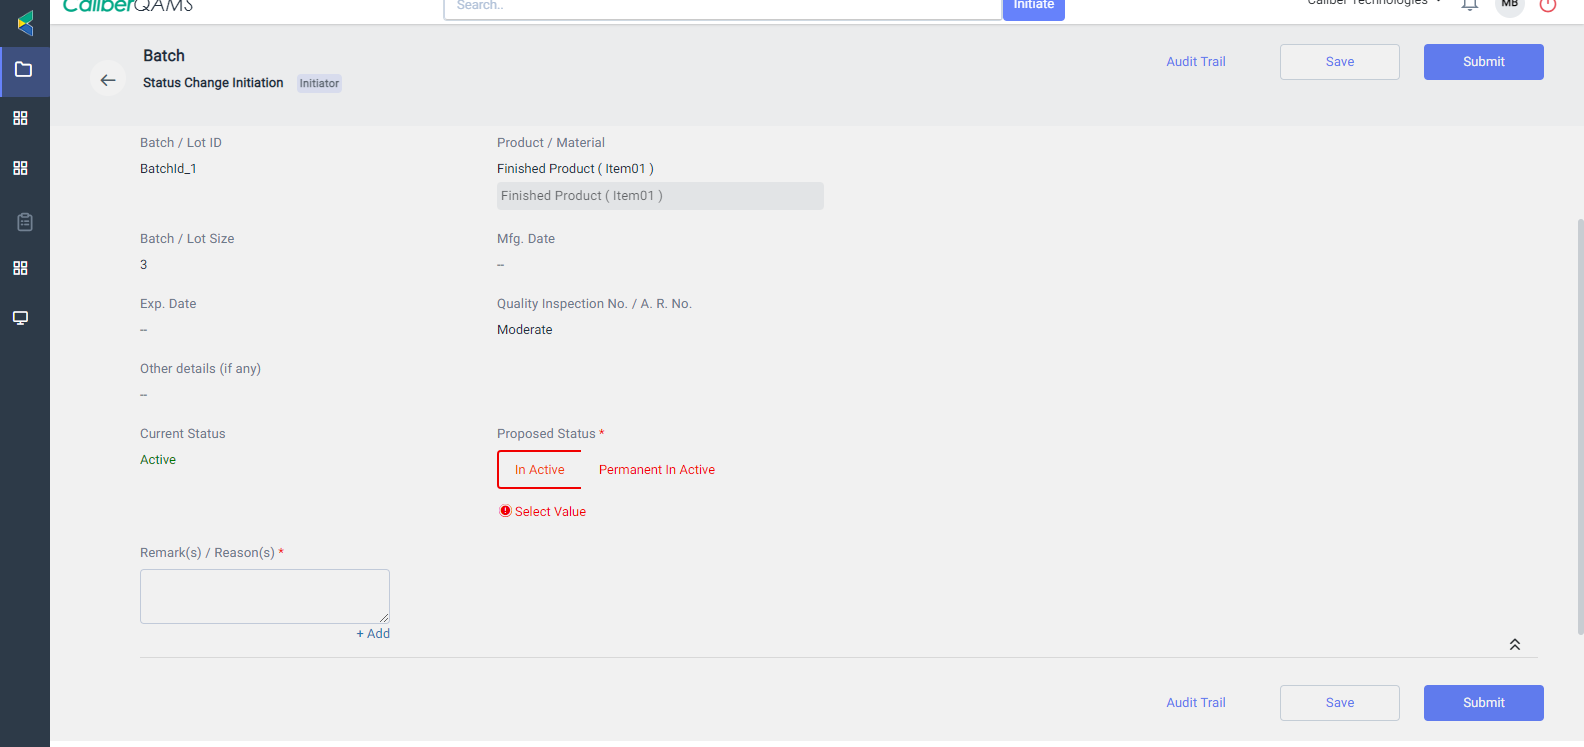 CaliberQAMS
Search..
Initiate
Caliber Technologies
MB
Batch
Status Change Initiation
Initiator
Audit Trail
Save
Submit
Batch / Lot ID
Product / Material
BatchId_1
Finished Product ( Item01 )
Finished Product ( Item01 )
Batch / Lot Size
Mfg. Date
3
--
Exp. Date
Quality Inspection No. / A. R. No.
--
Moderate
Other details (if any)
--
Current Status
Proposed Status *
Active
In Active
Permanent In Active
Select Value
Remark(s) / Reason(s) *
+ Add
Audit Trail
Save
Submit